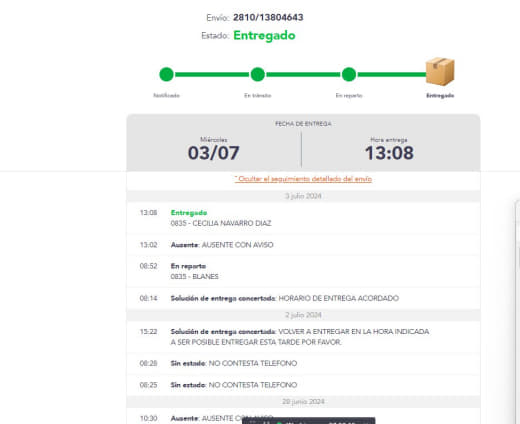 Envío: 2810/13804643
Estado: Entregado
Notificado
En tránsito
En reparto
Entregado
FECHA DE ENTREGA
Miércoles
03/07
Hora entrega
13:08
Ocultar el seguimiento detallado del envío
3 julio 2024
13:08 Entregado
0835 - CECILIA NAVARRO DIAZ
13:02 Ausente: AUSENTE CON AVISO
08:52 En reparto
0835 - BLANES
08:14 Solución de entrega concertada: HORARIO DE ENTREGA ACORDADO
2 julio 2024
15:22 Solución de entrega concertada: VOLVER A ENTREGAR EN LA HORA INDICADA
A SER POSIBLE ENTREGAR ESTA TARDE POR FAVOR.
08:28 Sin estado: NO CONTESTA TELEFONO
08:25 Sin estado: NO CONTESTA TELEFONO
28 junio 2024
10:30 Ausente: AUSENTE